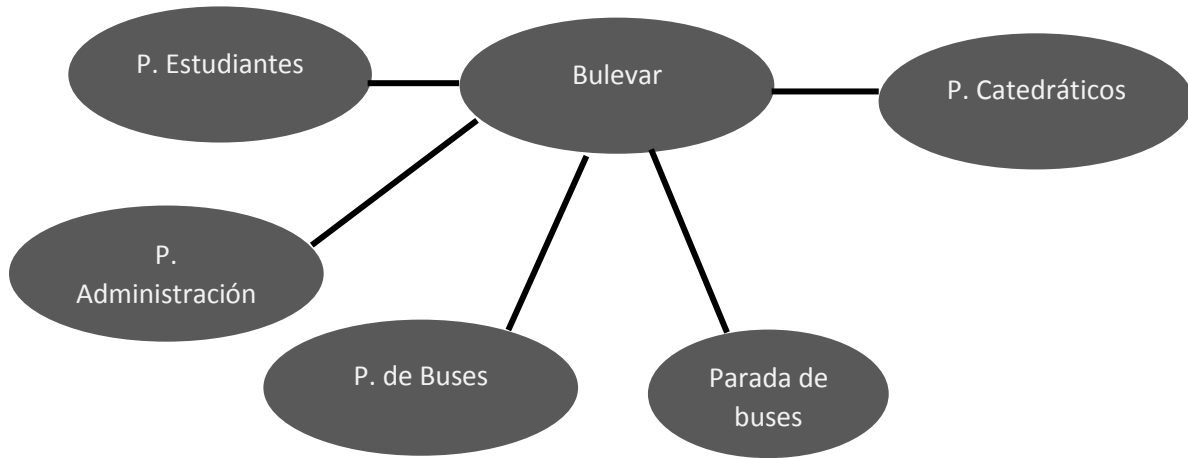 P. Estudiantes
Bulevar
P. Catedráticos
P.
Administración
P. de Buses
Parada de
buses